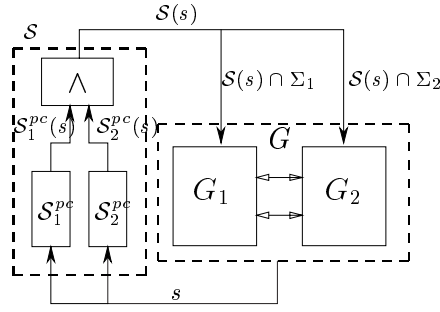 𝒮(s)
𝒮
∧
𝒮(s) ∩ Σ₁ 𝒮(s) ∩ Σ₂
𝒮₁ᵖᶜ(s) 𝒮₂ᵖᶜ(s)
G
G₁ G₂
𝒮₁ᵖᶜ 𝒮₂ᵖᶜ
s